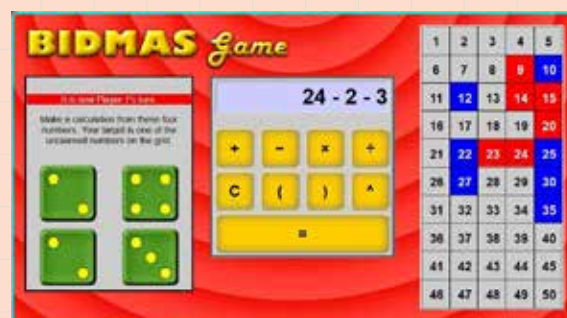 BIDMAS Game
It is now Player 1's turn.
Make a calculation from these four
numbers. Your target is one of the
unclaimed numbers on the grid.
24 - 2 - 3
+ − × ÷
C ( ) ^
=
1 2 3 4 5
6 7 8 9 10
11 12 13 14 15
16 17 18 19 20
21 22 23 24 25
26 27 28 29 30
31 32 33 34 35
36 37 38 39 40
41 42 43 44 45
46 47 48 49 50